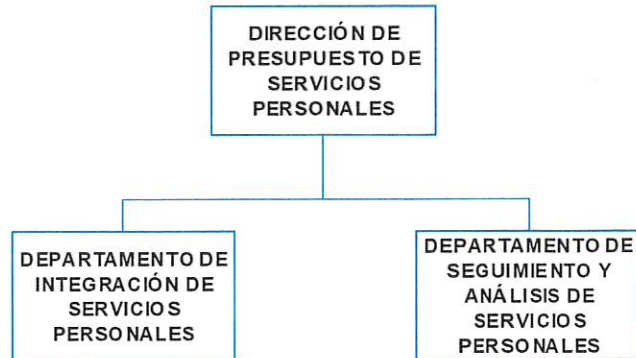 DIRECCIÓN DE
PRESUPUESTO DE
SERVICIOS
PERSONALES
DEPARTAMENTO DE
INTEGRACIÓN DE
SERVICIOS
PERSONALES
DEPARTAMENTO DE
SEGUIMIENTO Y
ANÁLISIS DE
SERVICIOS
PERSONALES